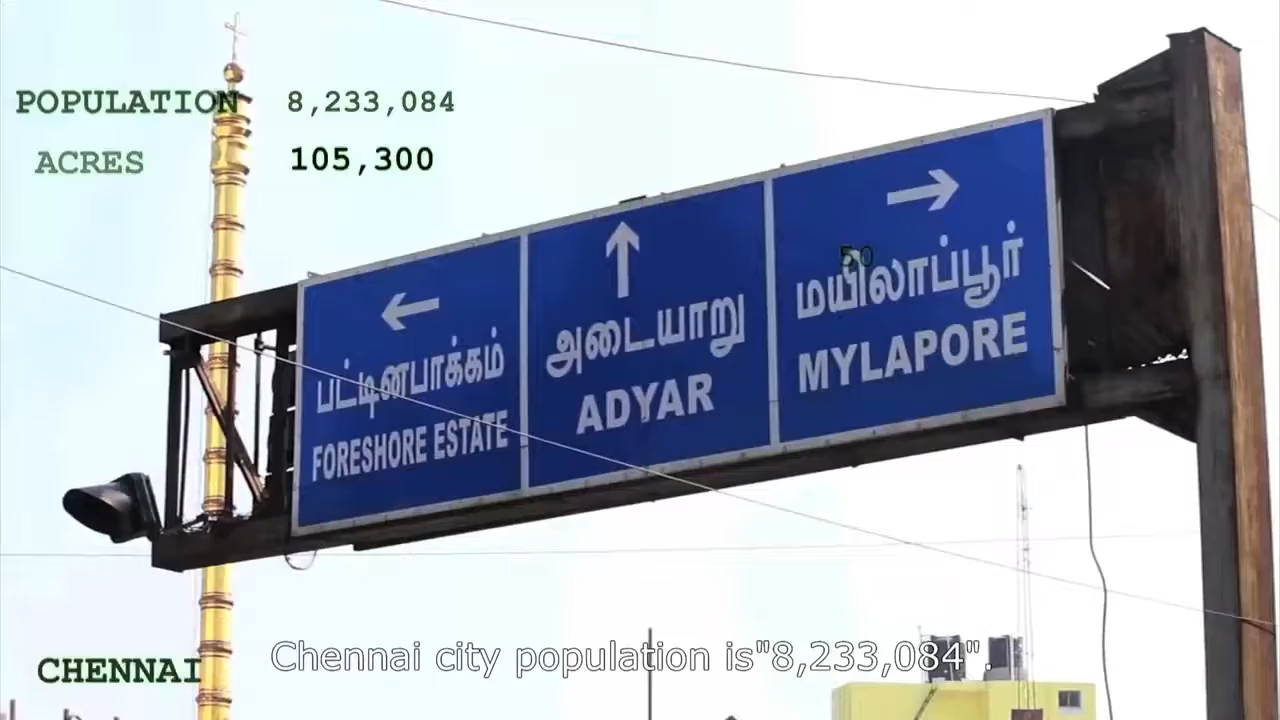 POPULATION 8,233,084
ACRES 105,300
50
பட்டினபாக்கம்
FORESHORE ESTATE
அடையாறு
ADYAR
மயிலாப்பூர்
MYLAPORE
CHENNAI
Chennai city population is"8,233,084".